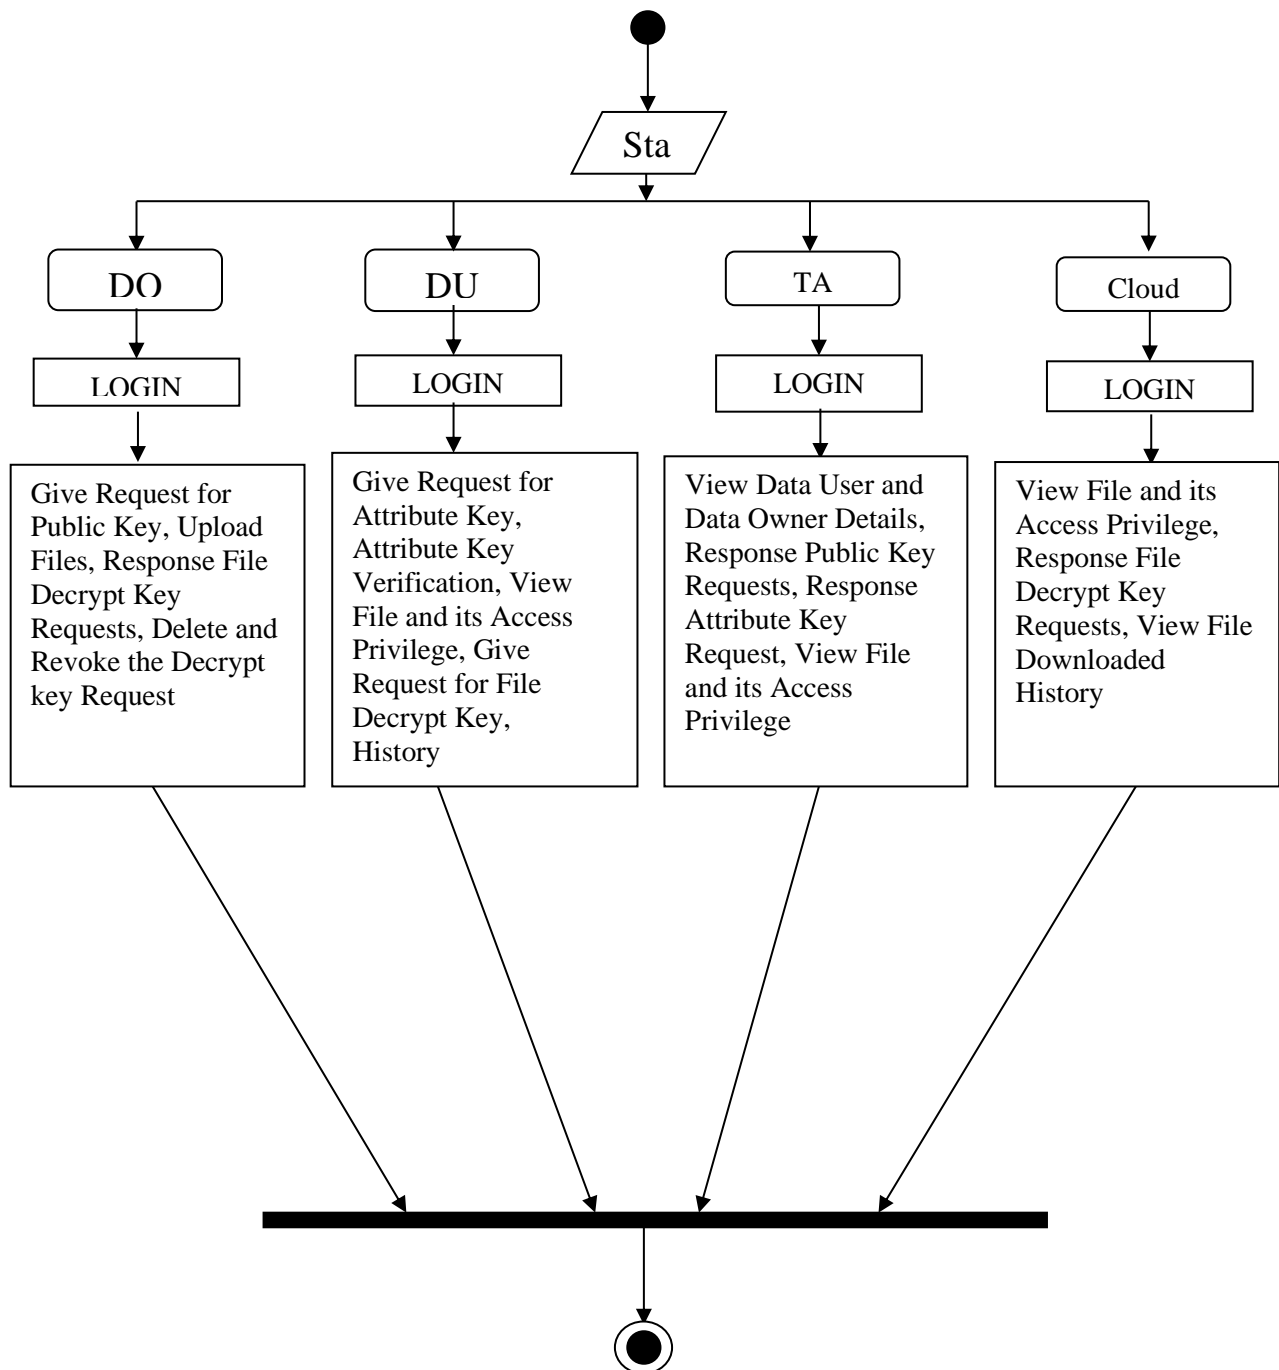 Sta
DO
DU
TA
Cloud
LOGIN
LOGIN
LOGIN
LOGIN
Give Request for
Public Key, Upload
Files, Response File
Decrypt Key
Requests, Delete and
Revoke the Decrypt
key Request
Give Request for
Attribute Key,
Attribute Key
Verification, View
File and its Access
Privilege, Give
Request for File
Decrypt Key,
History
View Data User and
Data Owner Details,
Response Public Key
Requests, Response
Attribute Key
Request, View File
and its Access
Privilege
View File and its
Access Privilege,
Response File
Decrypt Key
Requests, View File
Downloaded
History